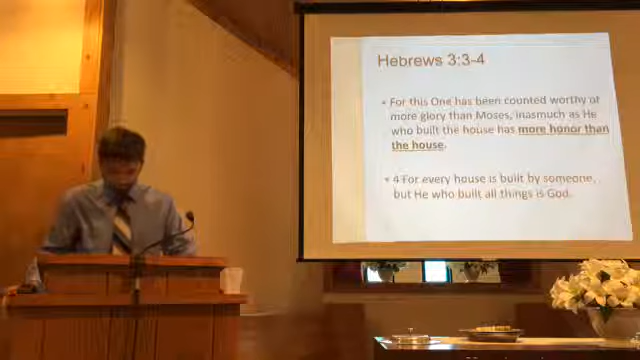 Hebrews 3:3-4
• For this One has been counted worthy of
more glory than Moses, inasmuch as He
who built the house has more honor than
the house.
• 4 For every house is built by someone,
but He who built all things is God.